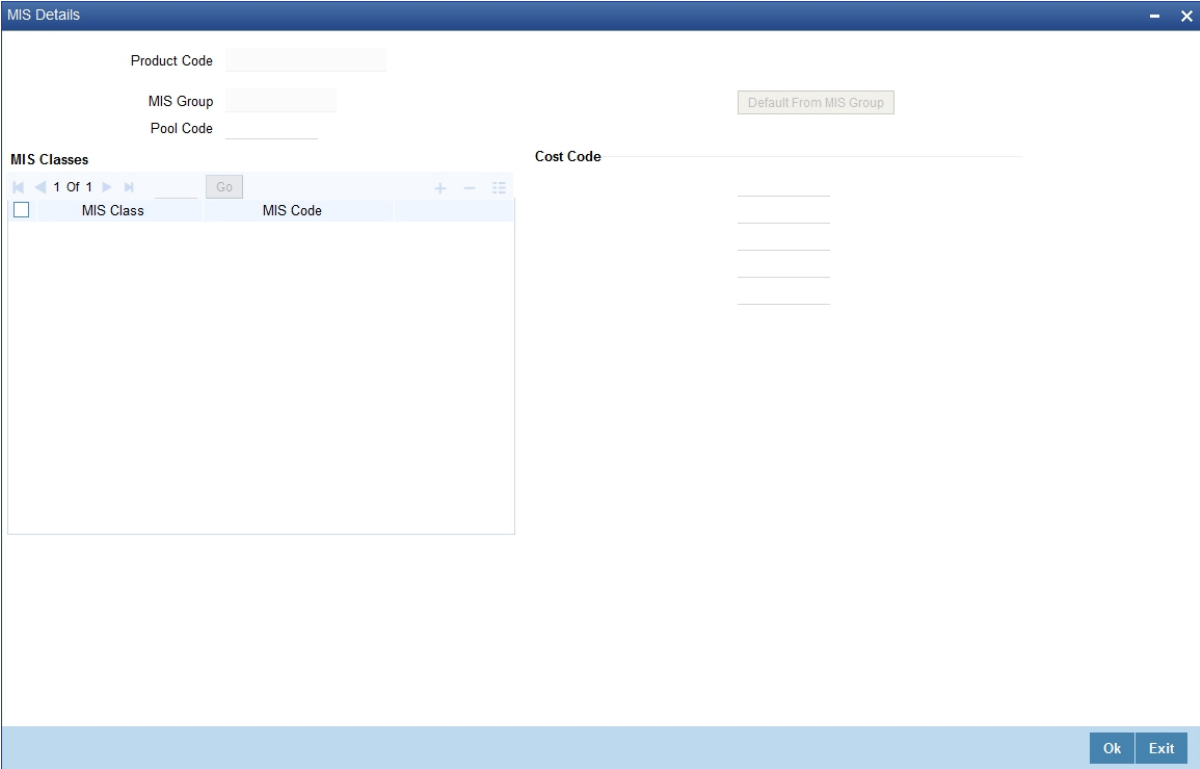 MIS Details
Product Code
MIS Group
Default From MIS Group
Pool Code
MIS Classes
Cost Code
1 Of 1
Go
MIS Class
MIS Code
Ok
Exit